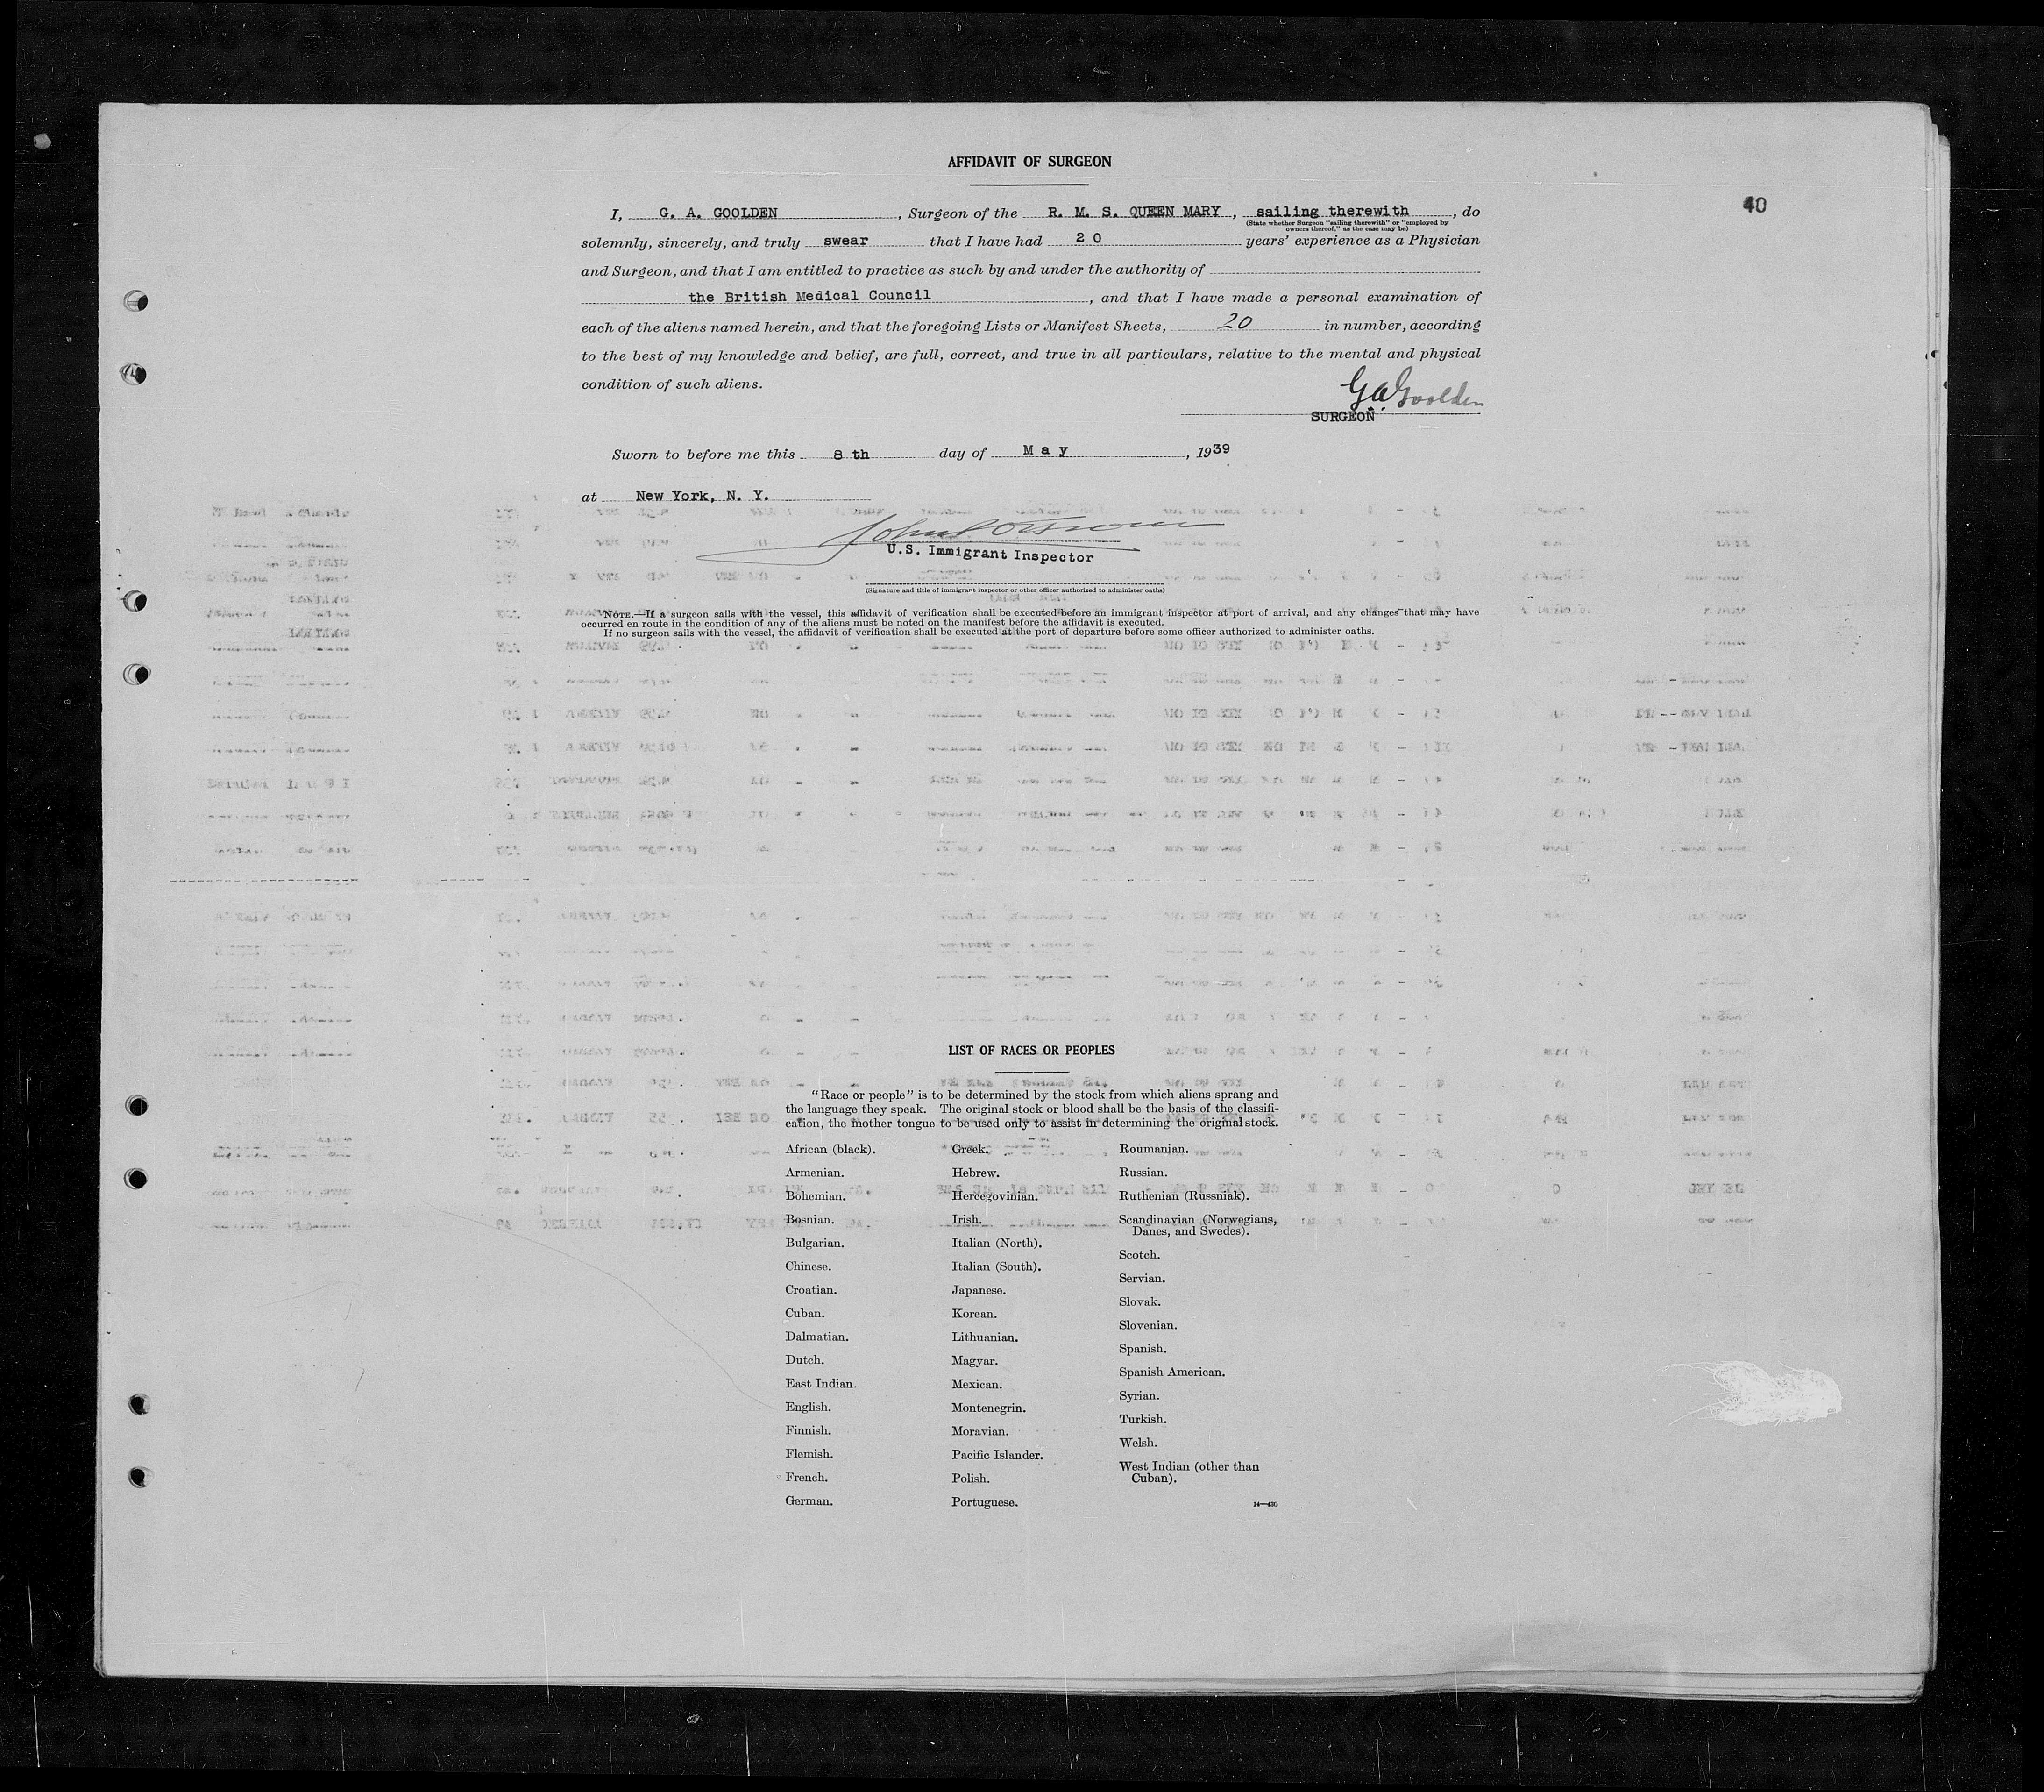 AFFIDAVIT OF SURGEON
40
I, G. A. GOOLDEN, Surgeon of the R. M. S. QUEEN MARY, sailing therewith, do
(State whether Surgeon "sailing therewith" or "employed by
owners thereof," as the case may be)
solemnly, sincerely, and truly swear that I have had 20 years' experience as a Physician
and Surgeon, and that I am entitled to practice as such by and under the authority of
the British Medical Council, and that I have made a personal examination of
each of the aliens named herein, and that the foregoing Lists or Manifest Sheets, 20 in number, according
to the best of my knowledge and belief, are full, correct, and true in all particulars, relative to the mental and physical
condition of such aliens.
G A Goolden
SURGEON.
Sworn to before me this 8 th day of May, 1939
at New York, N. Y.
U.S. Immigrant Inspector
(Signature and title of immigrant inspector or other officer authorized to administer oaths)
NOTE.—If a surgeon sails with the vessel, this affidavit of verification shall be executed before an immigrant inspector at port of arrival, and any changes that may have
occurred en route in the condition of any of the aliens must be noted on the manifest before the affidavit is executed.
If no surgeon sails with the vessel, the affidavit of verification shall be executed at the port of departure before some officer authorized to administer oaths.
LIST OF RACES OR PEOPLES
"Race or people" is to be determined by the stock from which aliens sprang and
the language they speak. The original stock or blood shall be the basis of the classifi-
cation, the mother tongue to be used only to assist in determining the original stock.
African (black).
Armenian.
Bohemian.
Bosnian.
Bulgarian.
Chinese.
Croatian.
Cuban.
Dalmatian.
Dutch.
East Indian.
English.
Finnish.
Flemish.
French.
German.
Greek.
Hebrew.
Hercegovinian.
Irish.
Italian (North).
Italian (South).
Japanese.
Korean.
Lithuanian.
Magyar.
Mexican.
Montenegrin.
Moravian.
Pacific Islander.
Polish.
Portuguese.
Roumanian.
Russian.
Ruthenian (Russniak).
Scandinavian (Norwegians,
Danes, and Swedes).
Scotch.
Servian.
Slovak.
Slovenian.
Spanish.
Spanish American.
Syrian.
Turkish.
Welsh.
West Indian (other than
Cuban).
14—430